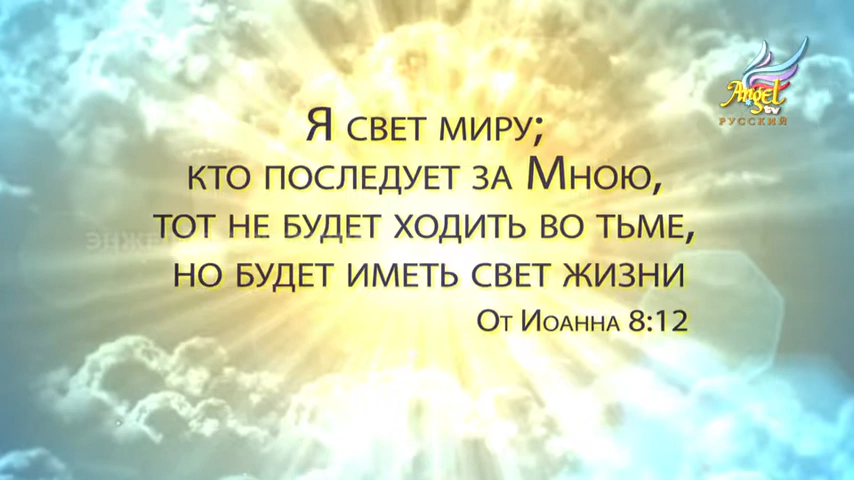 Angel
tv
РУССКИЙ
Я СВЕТ МИРУ;
КТО ПОСЛЕДУЕТ ЗА МНОЮ,
ТОТ НЕ БУДЕТ ХОДИТЬ ВО ТЬМЕ,
НО БУДЕТ ИМЕТЬ СВЕТ ЖИЗНИ
ОТ ИОАННА 8:12